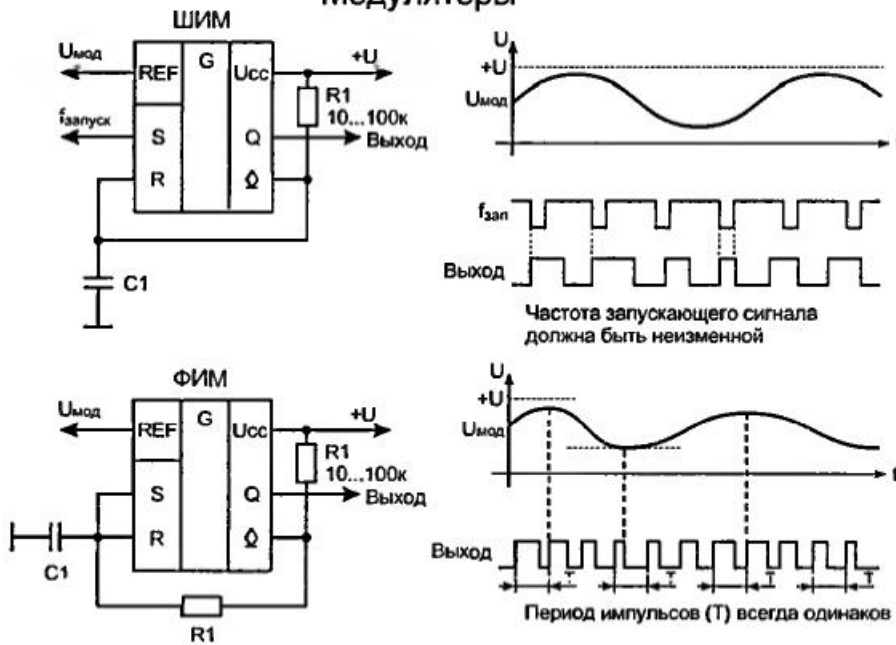 ШИМ
Uмод
REF
G
Ucc
+U
R1
10...100к
fзапуск
S
Q
Выход
R
C1
U
+U
Uмод
fзап
Выход
Частота запускающего сигнала
должна быть неизменной
ФИМ
Uмод
REF
G
Ucc
+U
R1
10...100к
S
Q
Выход
R
C1
R1
U
+U
Uмод
Выход
T
T
T
T
Период импульсов (T) всегда одинаков